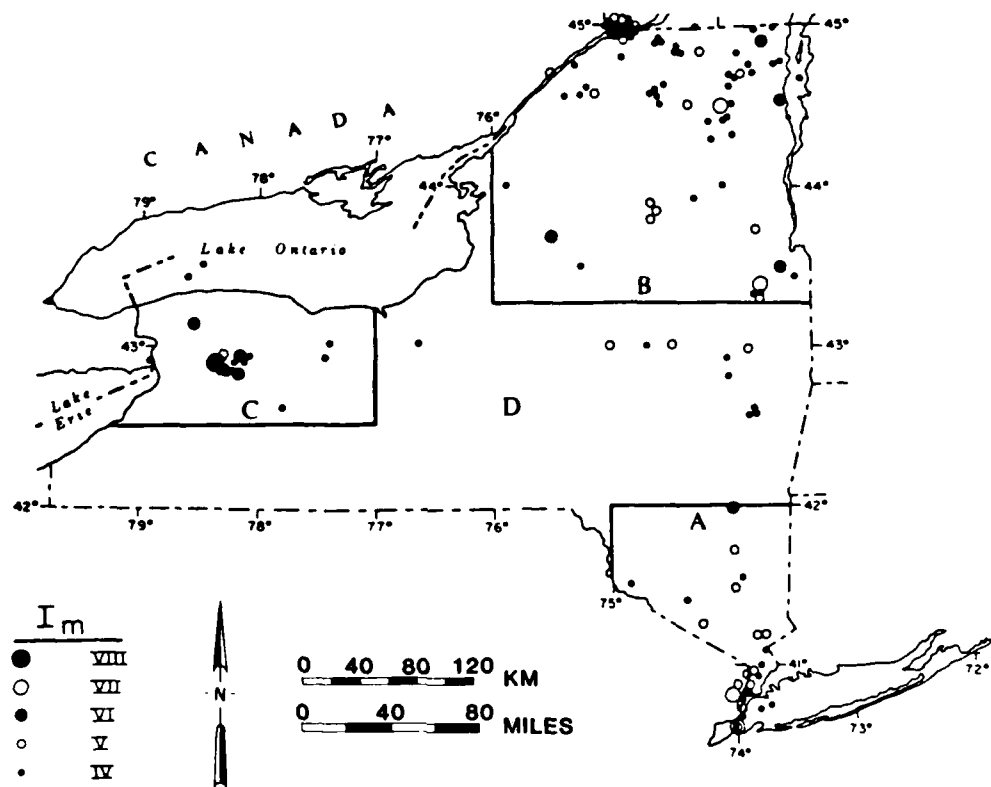 45° 45°
CANADA
76°
77°
78°
44° 44°
79°
Lake Ontario
B
43° 43°
C D
Lake Erie
42° 42°
79° 78° 77° 76°
A
75°
41°
72°
73°
74°
Im
VIII
VII
VI
V
IV
N
0 40 80 120 KM
0 40 80 MILES